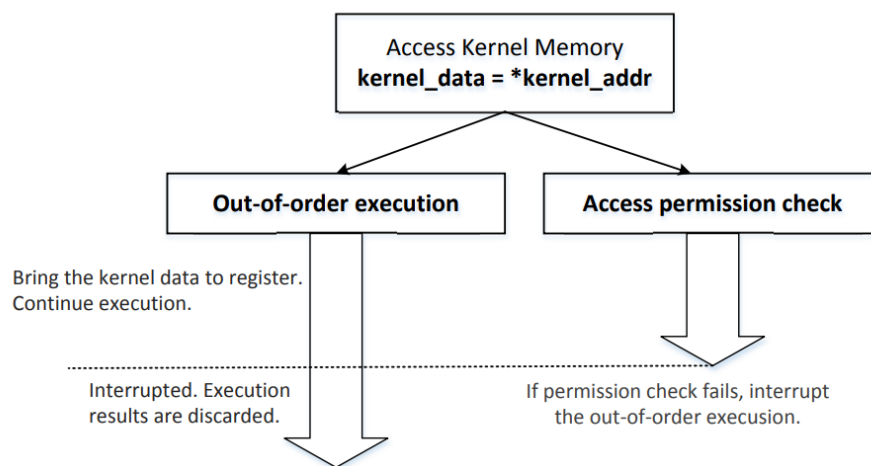 Access Kernel Memory
kernel_data = *kernel_addr
Out-of-order execution
Access permission check
Bring the kernel data to register.
Continue execution.
Interrupted. Execution
results are discarded.
If permission check fails, interrupt
the out-of-order execusion.